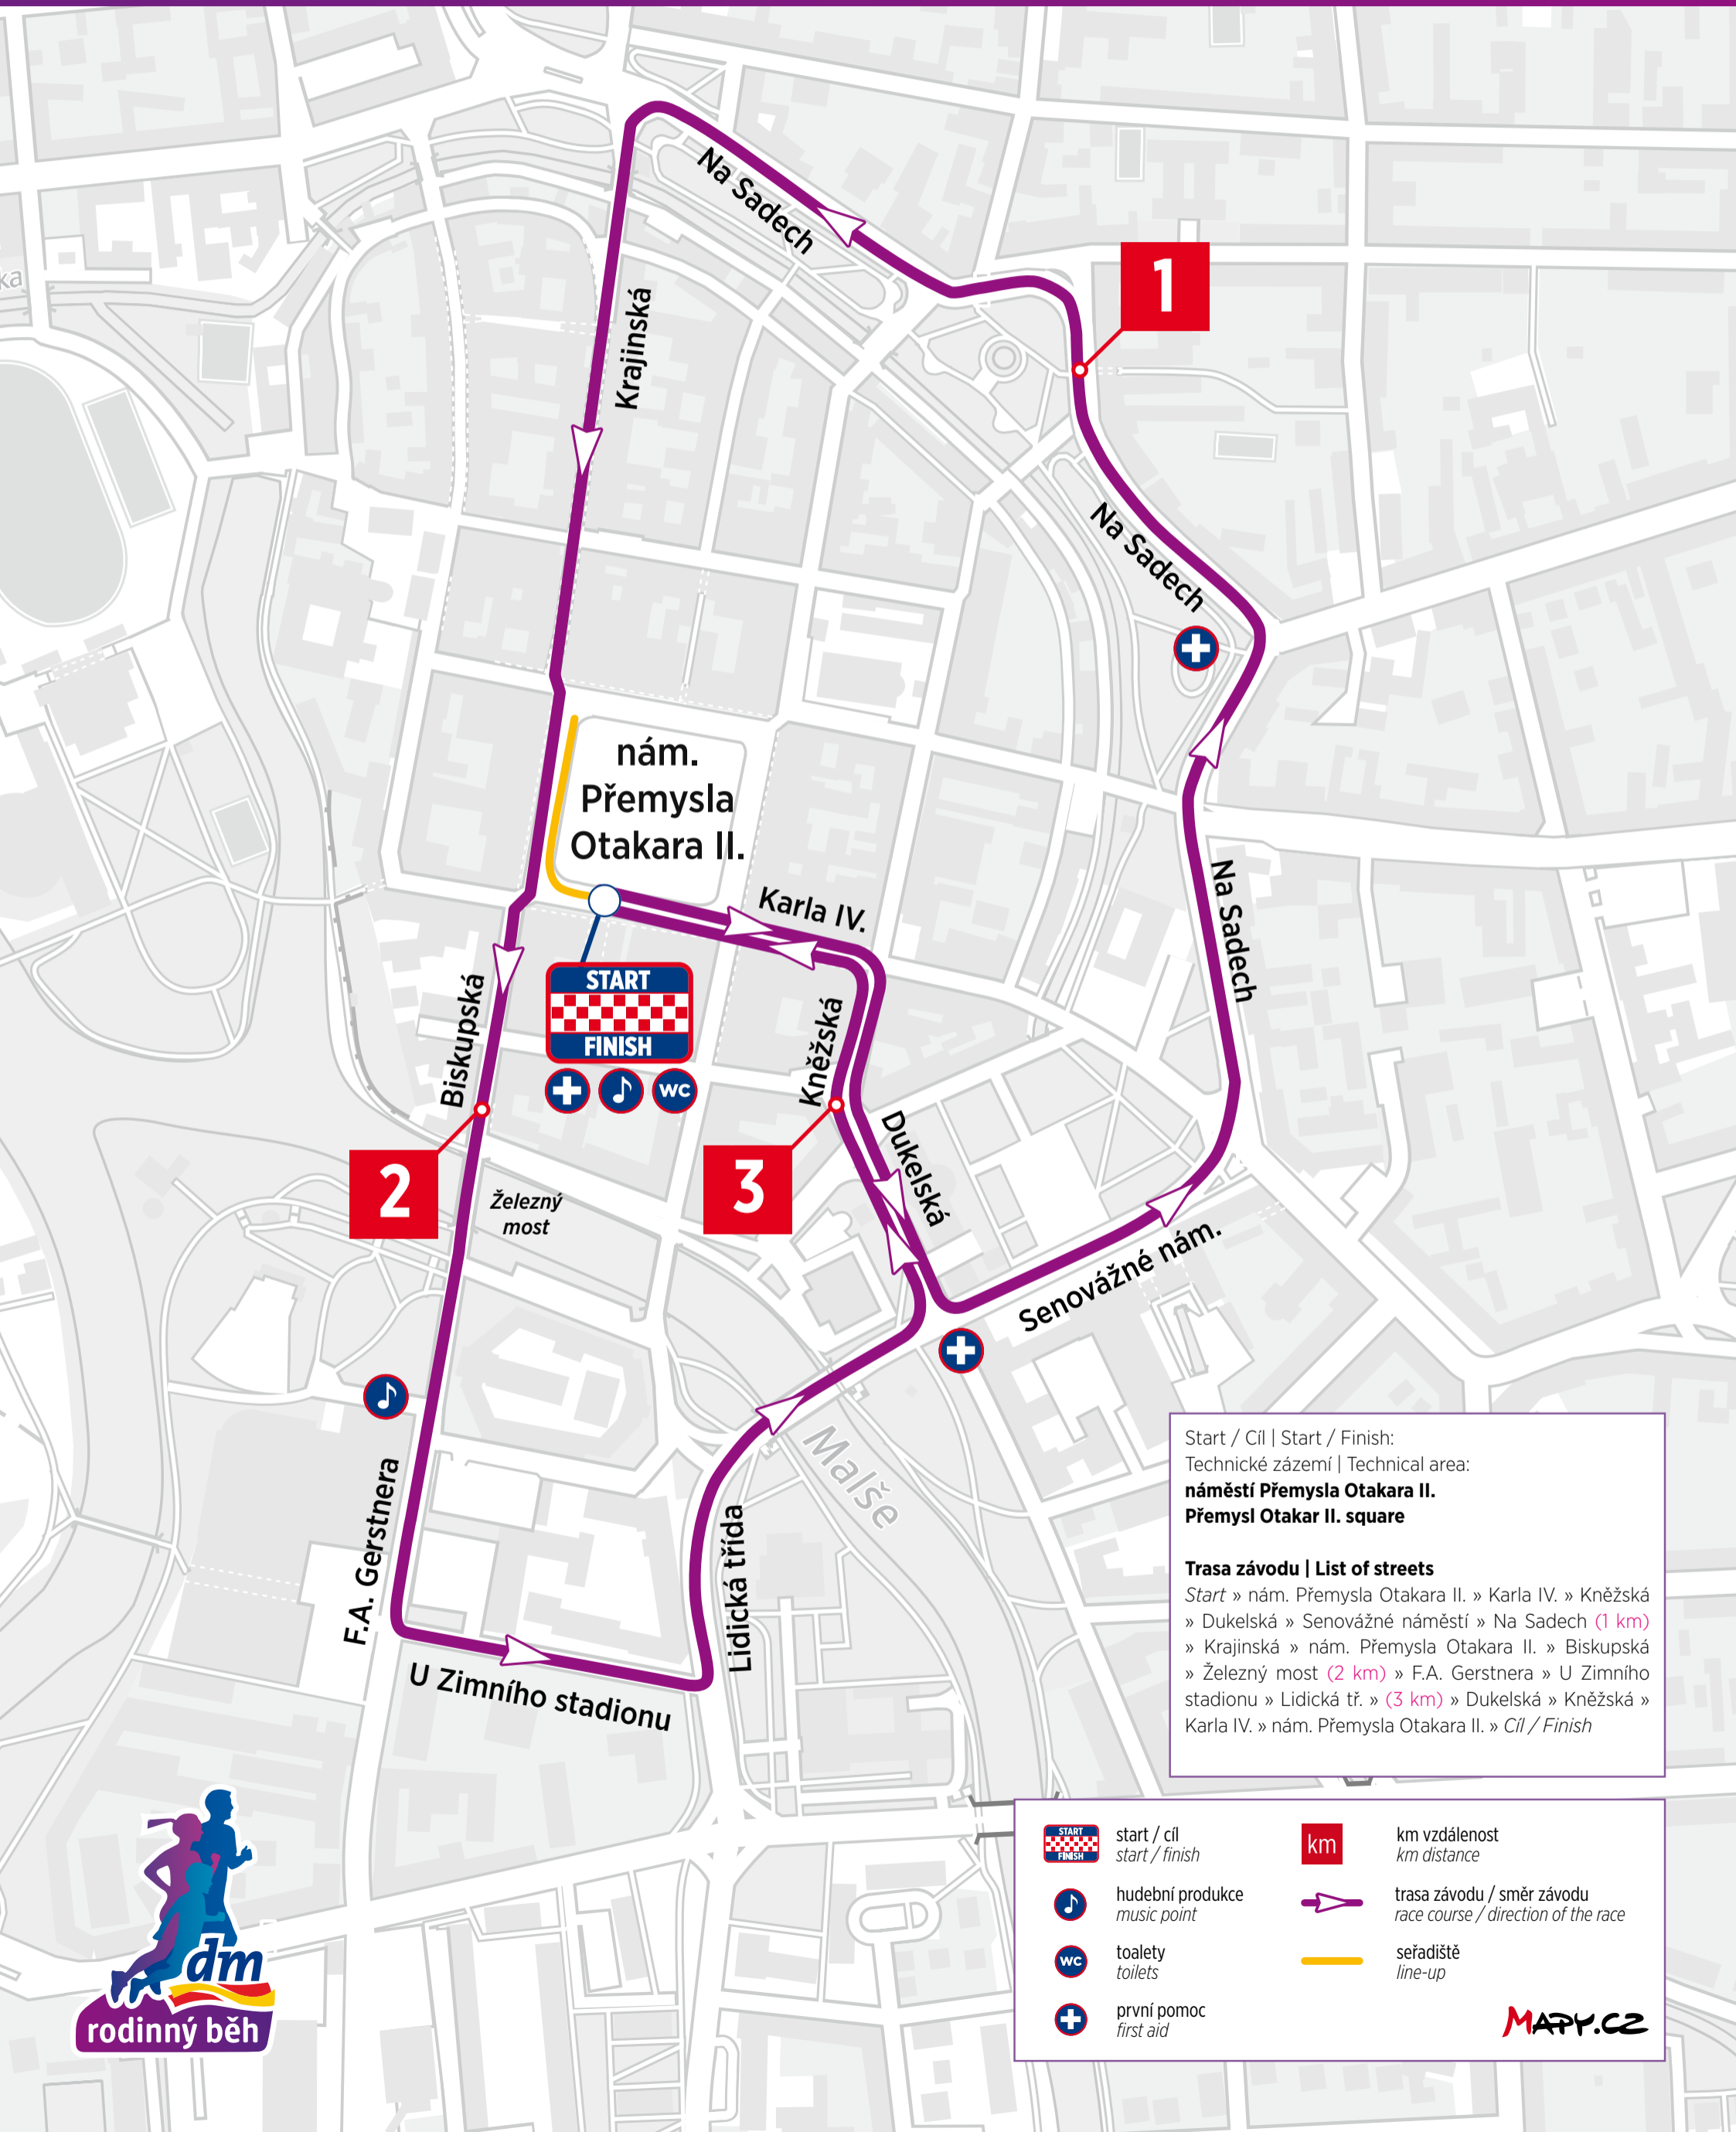 Na Sadech
1
ka
Krajinská
Na Sadech
nám.
Přemysla
Otakara II.
Karla IV.
Na Sadech
START
FINISH
WC
Biskupská
Kněžská
Dukelská
2
3
Železný
most
Senovážné nám.
Malše
F.A. Gerstnera
Lidická třída
U Zimního stadionu
Start / Cíl | Start / Finish:
Technické zázemí | Technical area:
náměstí Přemysla Otakara II.
Přemysl Otakar II. square
Trasa závodu | List of streets
Start » nám. Přemysla Otakara II. » Karla IV. » Kněžská
» Dukelská » Senovážné náměstí » Na Sadech (1 km)
» Krajinská » nám. Přemysla Otakara II. » Biskupská
» Železný most (2 km) » F.A. Gerstnera » U Zimního
stadionu » Lidická tř. » (3 km) » Dukelská » Kněžská »
Karla IV. » nám. Přemysla Otakara II. » Cíl / Finish
START
FINISH
start / cíl
start / finish
km
km vzdálenost
km distance
hudební produkce
music point
trasa závodu / směr závodu
race course / direction of the race
WC
toalety
toilets
seřadiště
line-up
první pomoc
first aid
MAPY.CZ
dm
rodinný běh